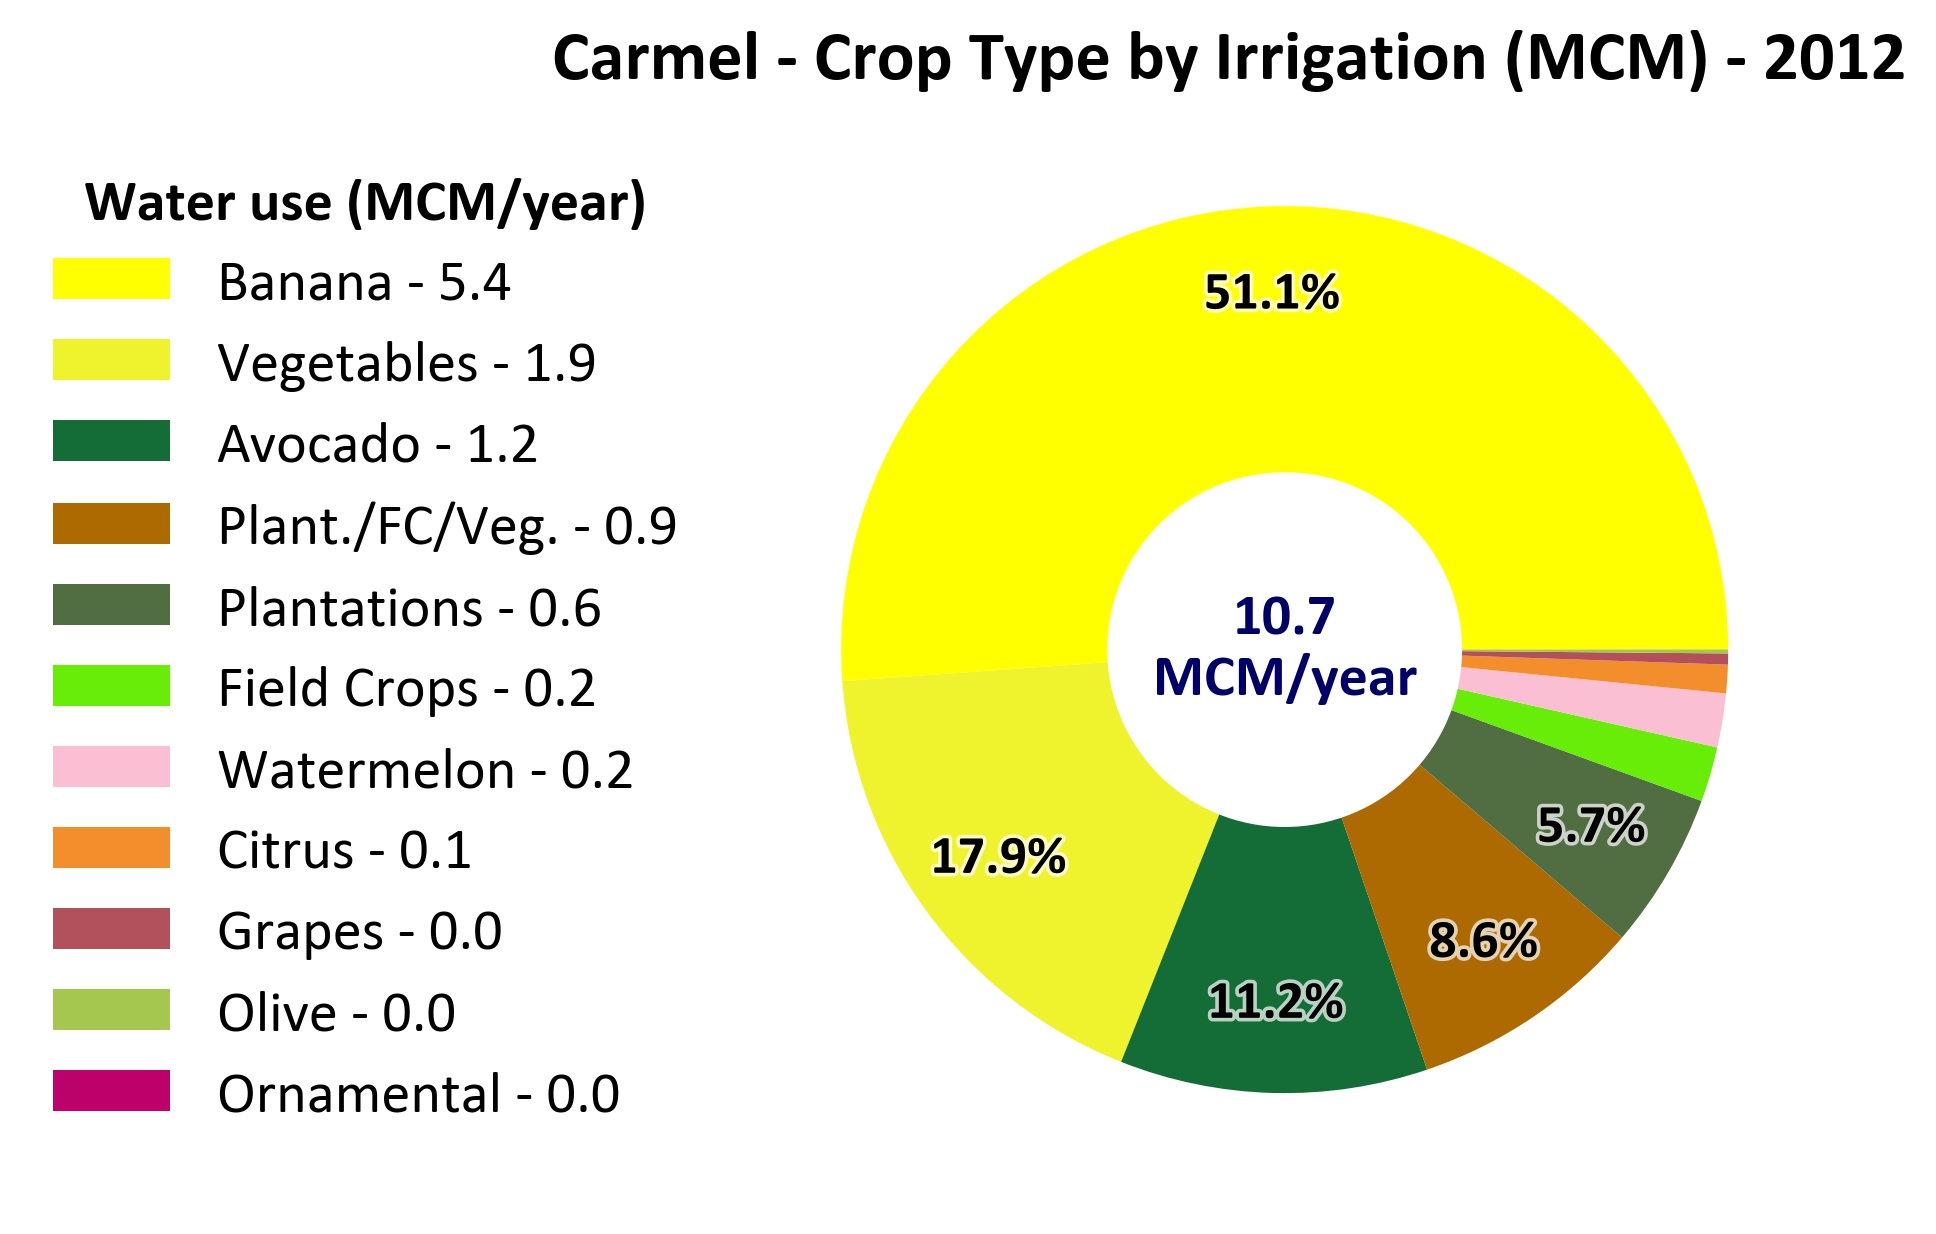 Carmel - Crop Type by Irrigation (MCM) - 2012
Water use (MCM/year)
Banana - 5.4
Vegetables - 1.9
Avocado - 1.2
Plant./FC/Veg. - 0.9
Plantations - 0.6
Field Crops - 0.2
Watermelon - 0.2
Citrus - 0.1
Grapes - 0.0
Olive - 0.0
Ornamental - 0.0
51.1%
10.7
MCM/year
5.7%
17.9%
8.6%
11.2%